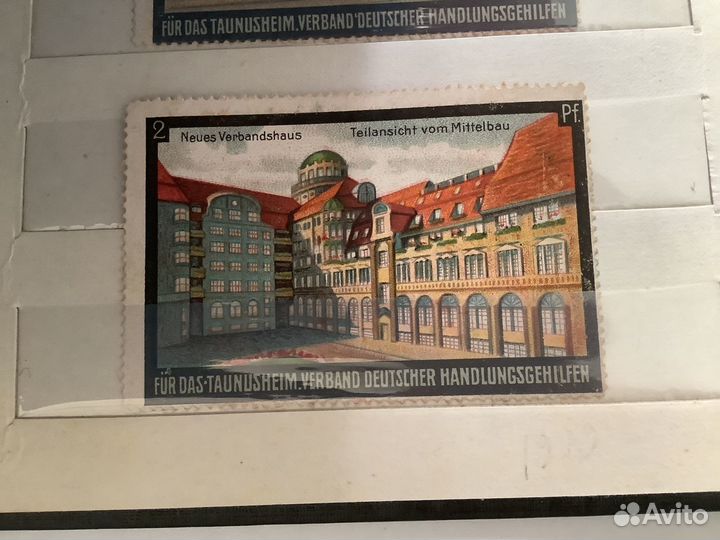 FÜR DAS TAUNUSHEIM.VERBAND DEUTSCHER HANDLUNGSGEHILFEN
2 Pf.
Neues Verbandshaus Teilansicht vom Mittelbau
FÜR DAS TAUNUSHEIM.VERBAND DEUTSCHER HANDLUNGSGEHILFEN
Avito